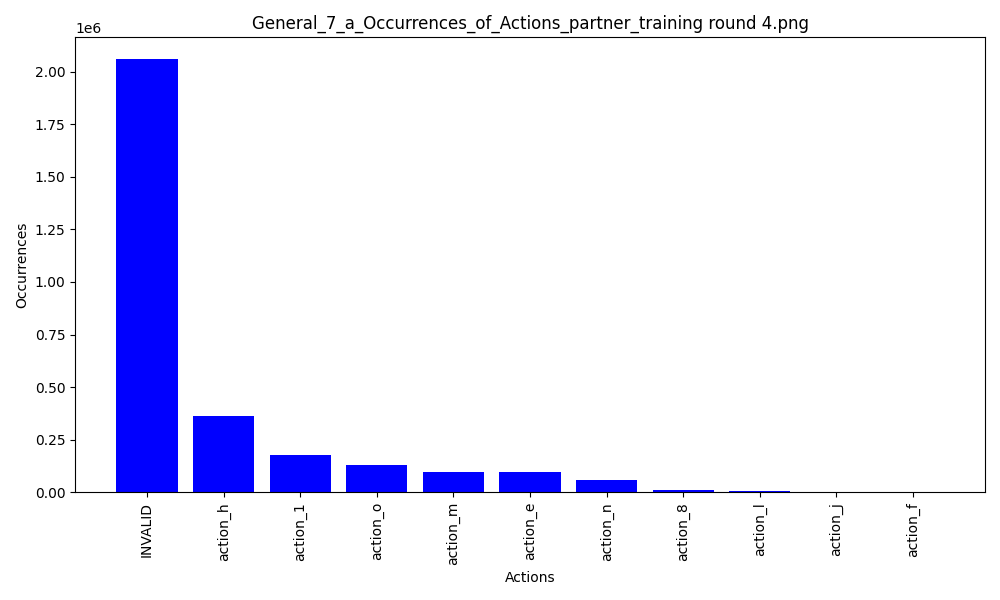 General_7_a_Occurrences_of_Actions_partner_training round 4.png
1e6
2.00
1.75
1.50
1.25
1.00
0.75
0.50
0.25
0.00
Occurrences
INVALID
action_h
action_1
action_o
action_m
action_e
action_n
action_8
action_l
action_j
action_f
Actions